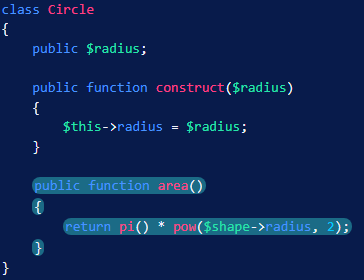 class Circle
{
    public $radius;

    public function construct($radius)
    {
        $this->radius = $radius;
    }

    public function area()
    {
        return pi() * pow($shape->radius, 2);
    }
}